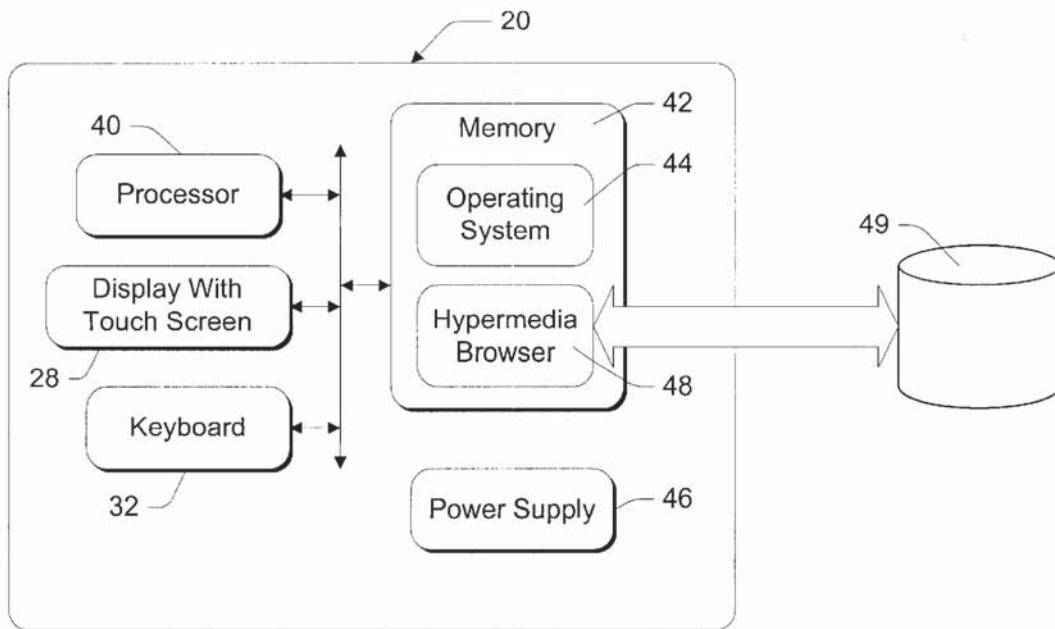 20
42
Memory
40
Processor
44
Operating
System
49
Display With
Touch Screen
28
Hypermedia
Browser
48
Keyboard
32
46
Power Supply